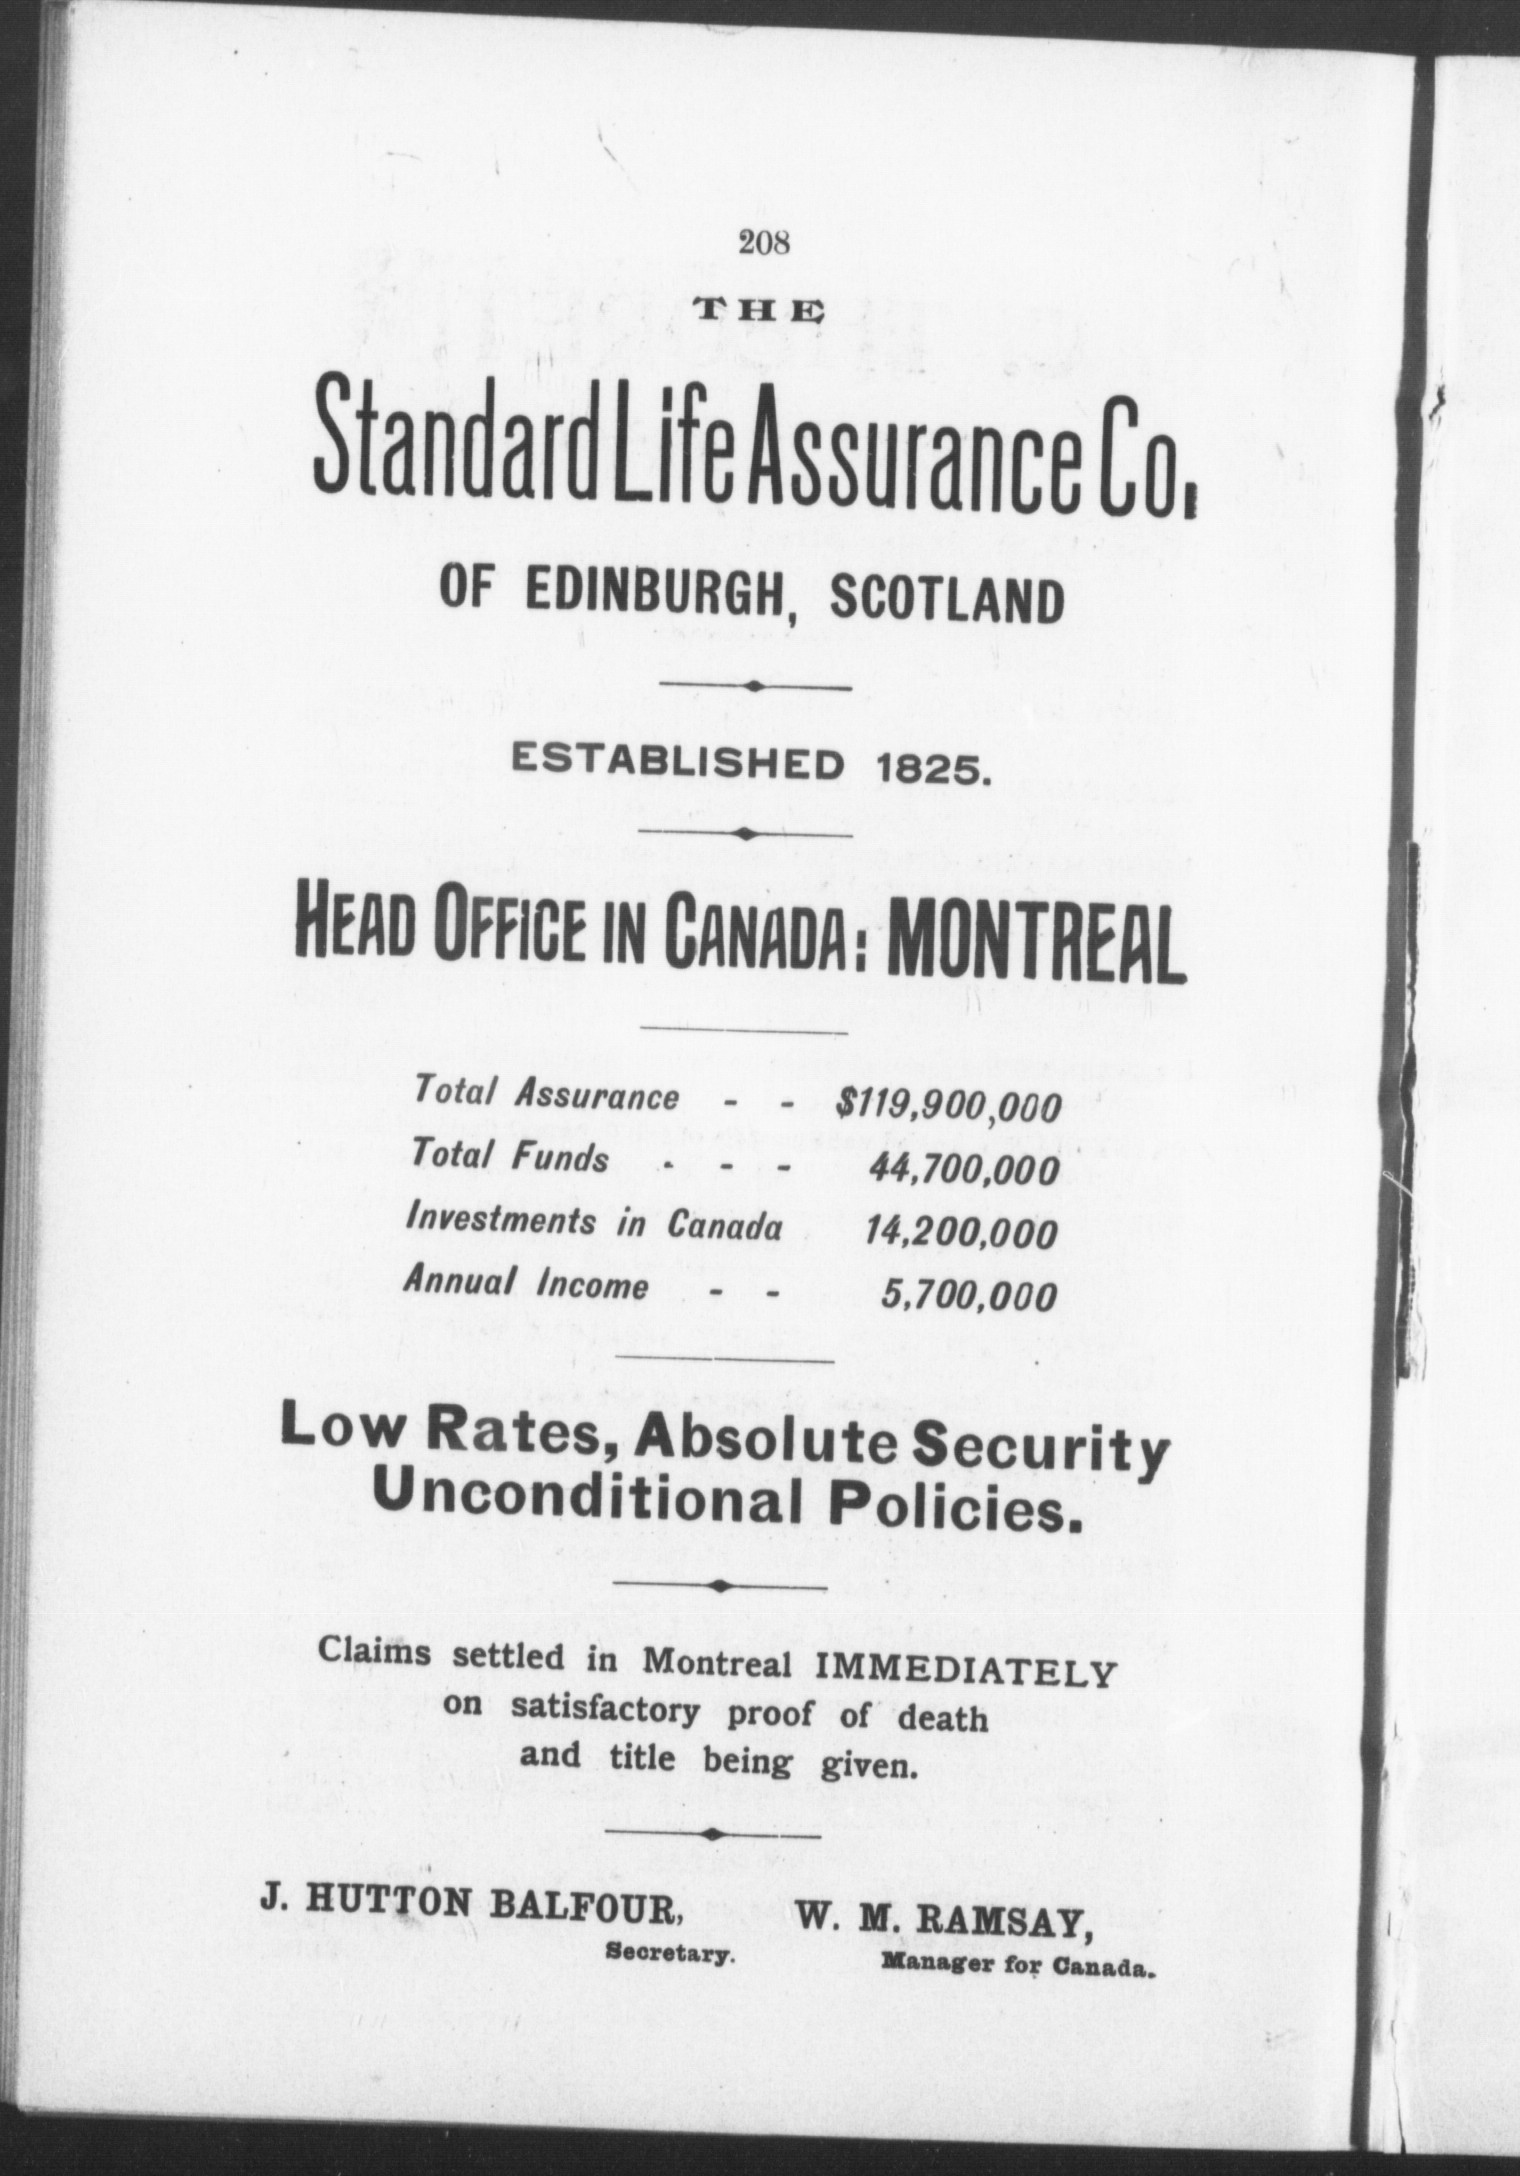 208
THE
Standard Life Assurance Co.
OF EDINBURGH, SCOTLAND
ESTABLISHED 1825.
HEAD OFFICE IN CANADA: MONTREAL
Total Assurance - - $119,900,000
Total Funds - - - 44,700,000
Investments in Canada 14,200,000
Annual Income - - 5,700,000
Low Rates, Absolute Security
Unconditional Policies.
Claims settled in Montreal IMMEDIATELY
on satisfactory proof of death
and title being given.
J. HUTTON BALFOUR, W. M. RAMSAY,
Secretary. Manager for Canada.